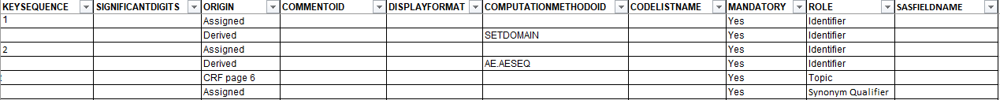 KEYSEQUENCE SIGNIFICANTDIGITS ORIGIN COMMENTOID DISPLAYFORMAT COMPUTATIONMETHODOID CODELISTNAME MANDATORY ROLE SASFIELDNAME
1 Assigned Yes Identifier
Derived SETDOMAIN Yes Identifier
2 Assigned Yes Identifier
Derived AE.AESEQ Yes Identifier
CRF page 6 Yes Topic
Assigned Yes Synonym Qualifier